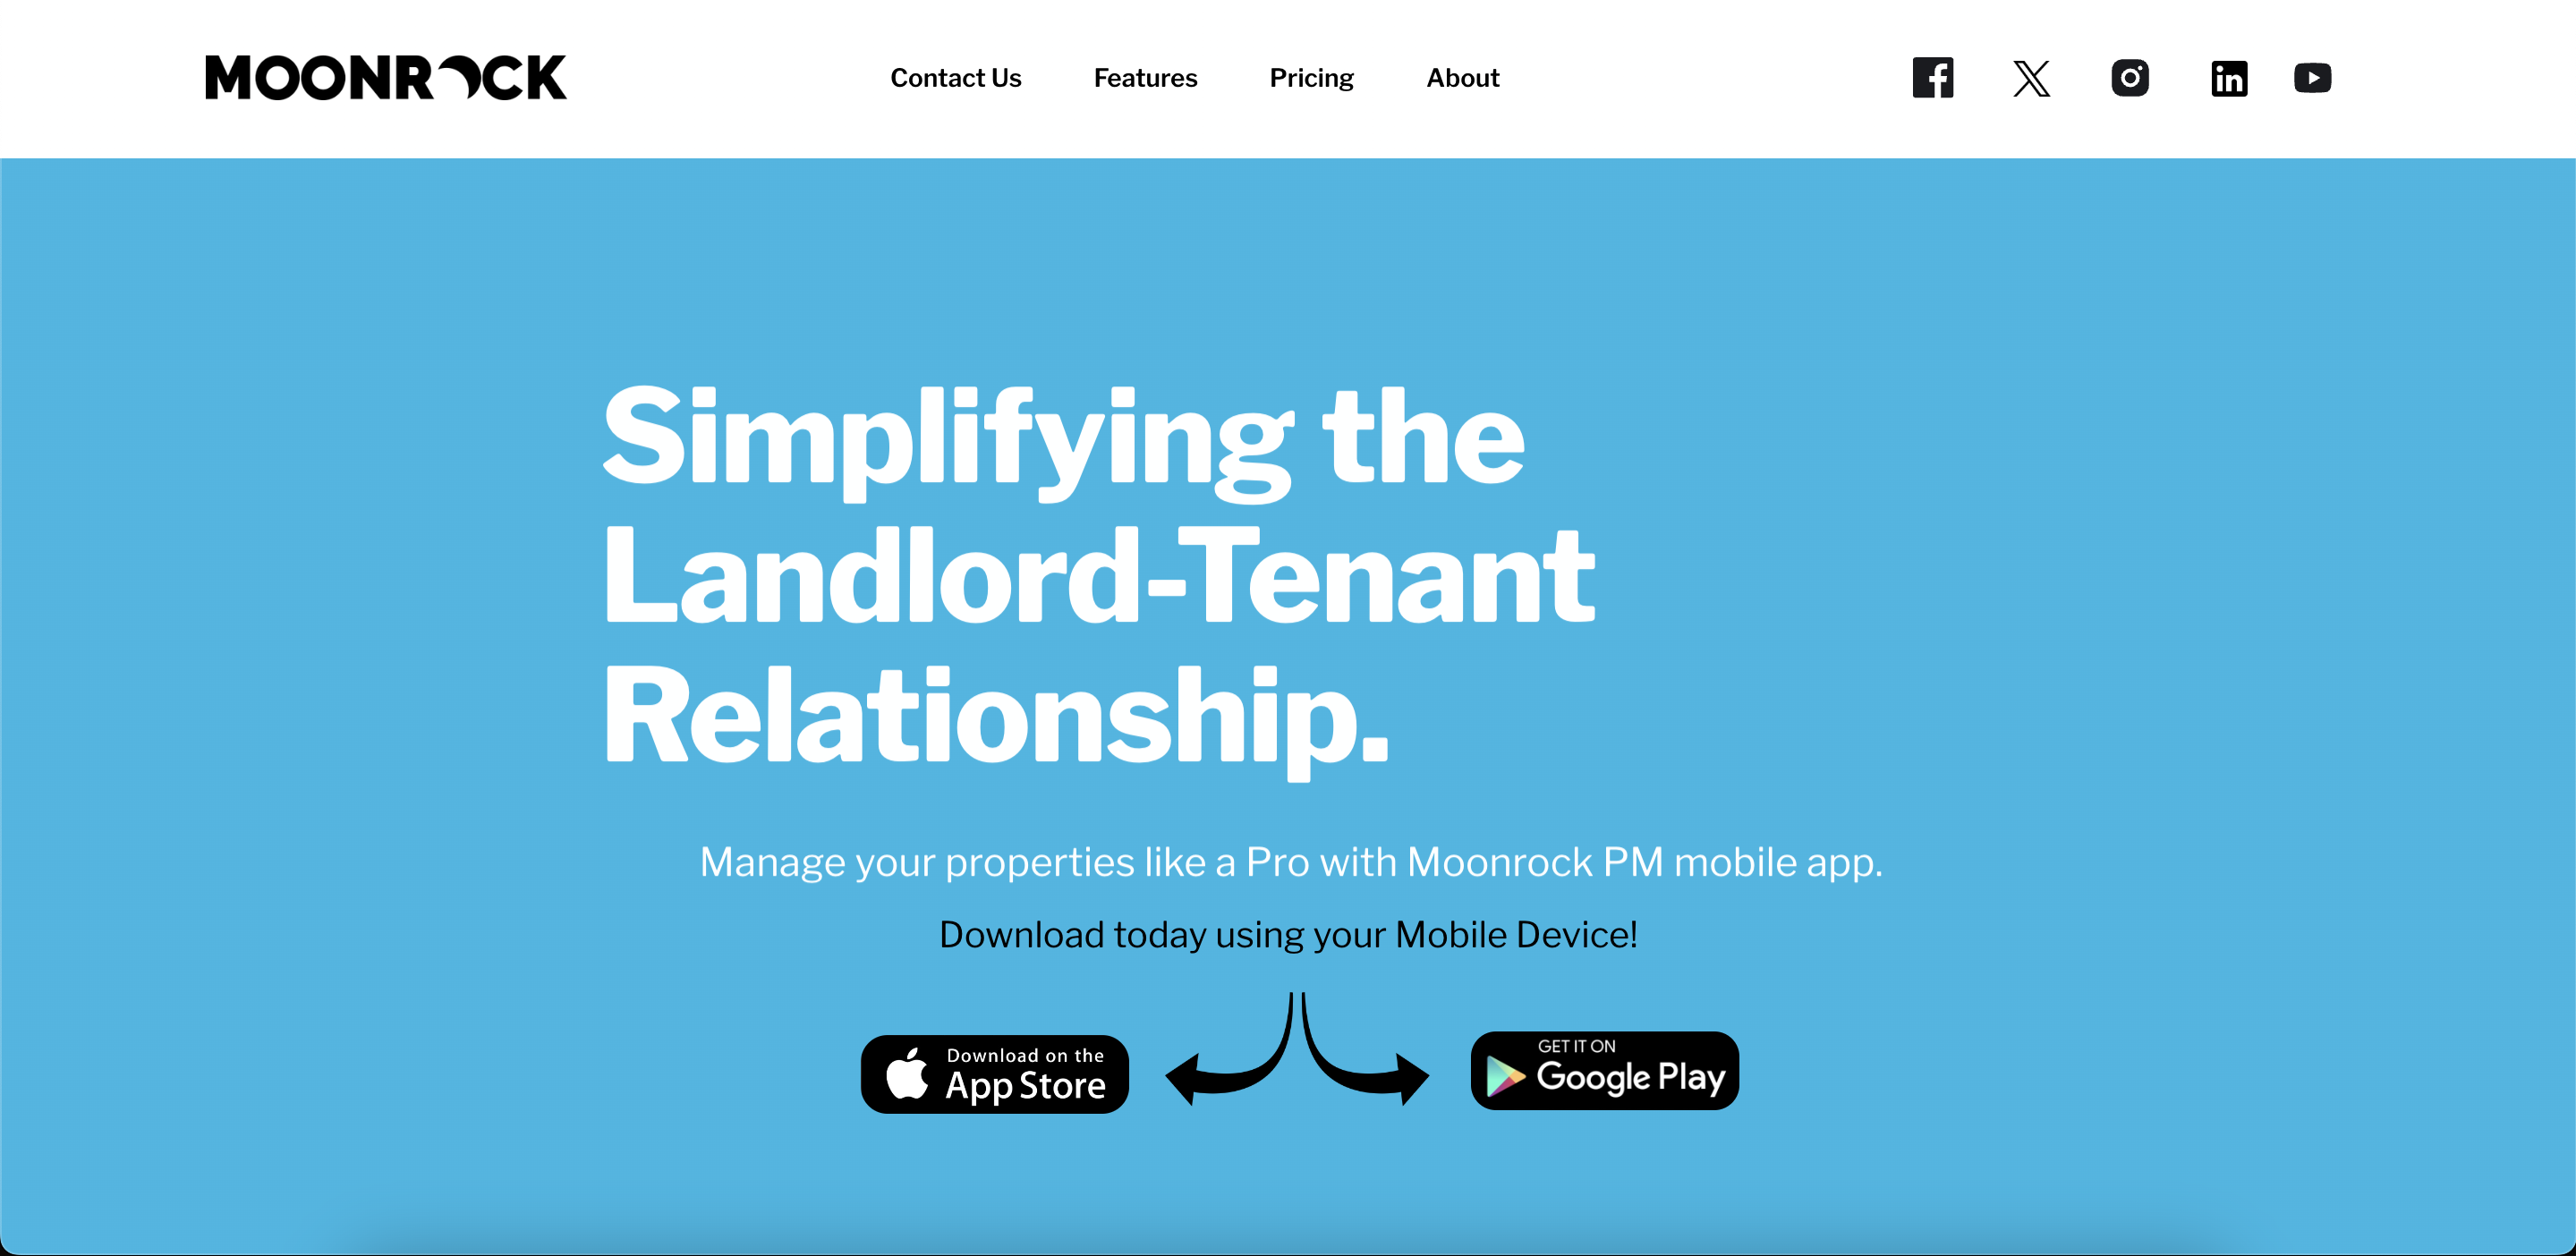 MOONROCK
Contact Us Features Pricing About
Simplifying the
Landlord-Tenant
Relationship.
Manage your properties like a Pro with Moonrock PM mobile app.
Download today using your Mobile Device!
Download on the
App Store
GET IT ON
Google Play